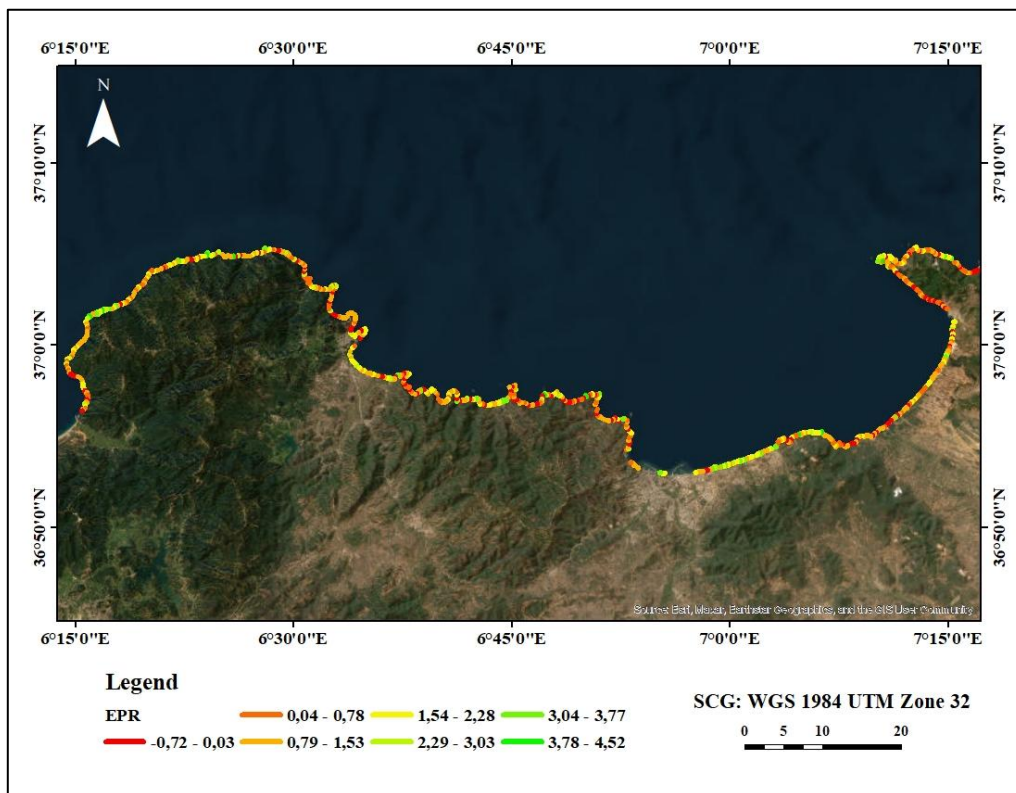 6°15'0"E 6°30'0"E 6°45'0"E 7°0'0"E 7°15'0"E
N
37°10'0"N 37°10'0"N
37°0'0"N 37°0'0"N
36°50'0"N 36°50'0"N
Source: Esri, Maxar, Earthstar Geographics, and the GIS User Community
6°15'0"E 6°30'0"E 6°45'0"E 7°0'0"E 7°15'0"E
Legend
EPR 0,04 - 0,78 1,54 - 2,28 3,04 - 3,77
-0,72 - 0,03 0,79 - 1,53 2,29 - 3,03 3,78 - 4,52
SCG: WGS 1984 UTM Zone 32
0 5 10 20